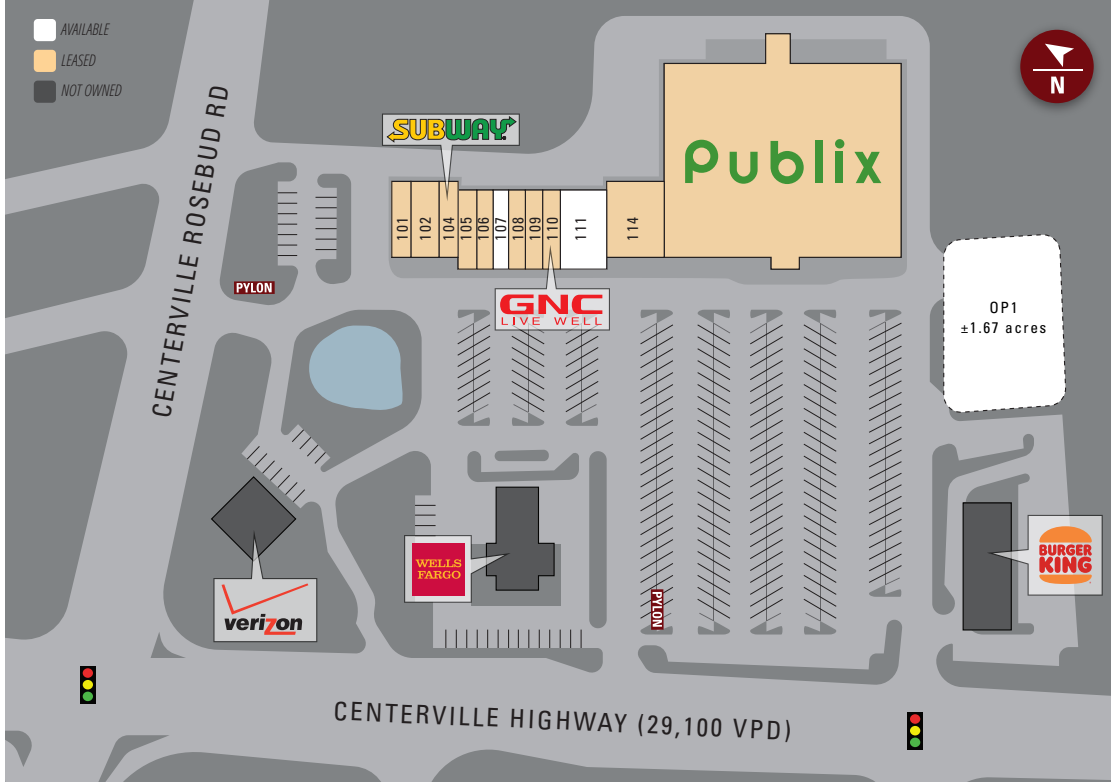 AVAILABLE
LEASED
NOT OWNED
N
CENTERVILLE ROSEBUD RD
SUBWAY
Publix
101
102
104
105
106
107
108
109
110
111
114
PYLON
GNC
LIVE WELL
OP1
±1.67 acres
WELLS
FARGO
BURGER
KING
verizon
PYLON
CENTERVILLE HIGHWAY (29,100 VPD)